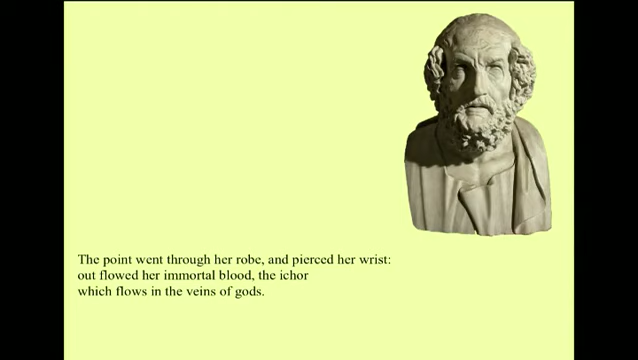 The point went through her robe, and pierced her wrist:
out flowed her immortal blood, the ichor
which flows in the veins of gods.